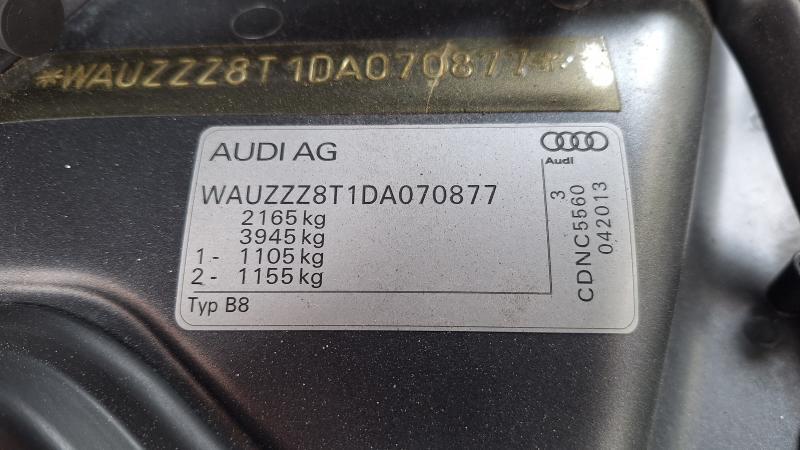 *WAUZZZ8T1DA070877*
AUDI AG
Audi
WAUZZZ8T1DA070877
2165 kg
3945 kg
1 - 1105 kg
2 - 1155 kg
Typ B8
3
CDNC5560
042013